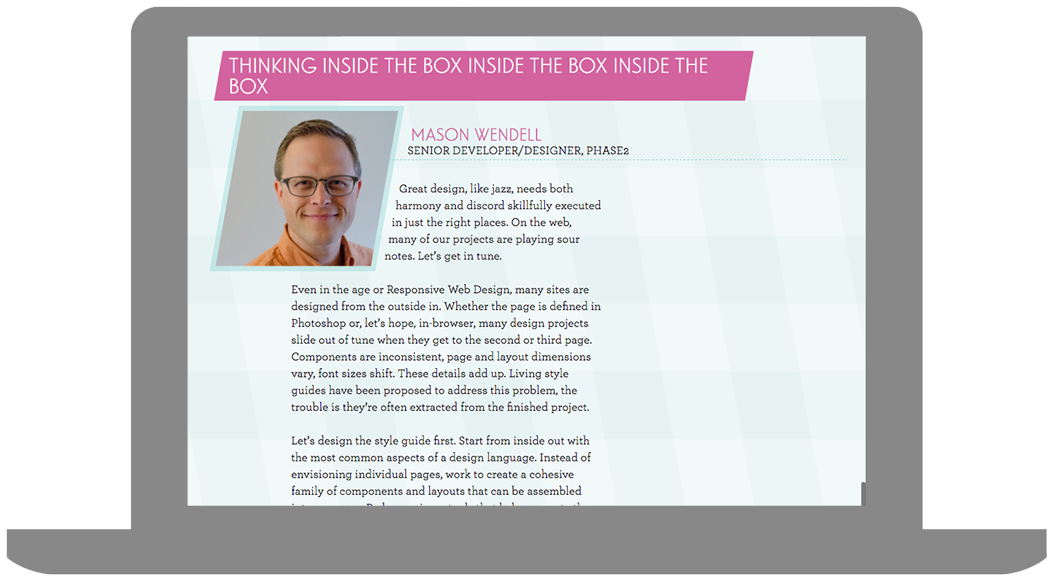 THINKING INSIDE THE BOX INSIDE THE BOX INSIDE THE
BOX
MASON WENDELL
SENIOR DEVELOPER/DESIGNER, PHASE2
Great design, like jazz, needs both
harmony and discord skillfully executed
in just the right places. On the web,
many of our projects are playing sour
notes. Let's get in tune.
Even in the age or Responsive Web Design, many sites are
designed from the outside in. Whether the page is defined in
Photoshop or, let's hope, in-browser, many design projects
slide out of tune when they get to the second or third page.
Components are inconsistent, page and layout dimensions
vary, font sizes shift. These details add up. Living style
guides have been proposed to address this problem, the
trouble is they're often extracted from the finished project.
Let's design the style guide first. Start from inside out with
the most common aspects of a design language. Instead of
envisioning individual pages, work to create a cohesive
family of components and layouts that can be assembled